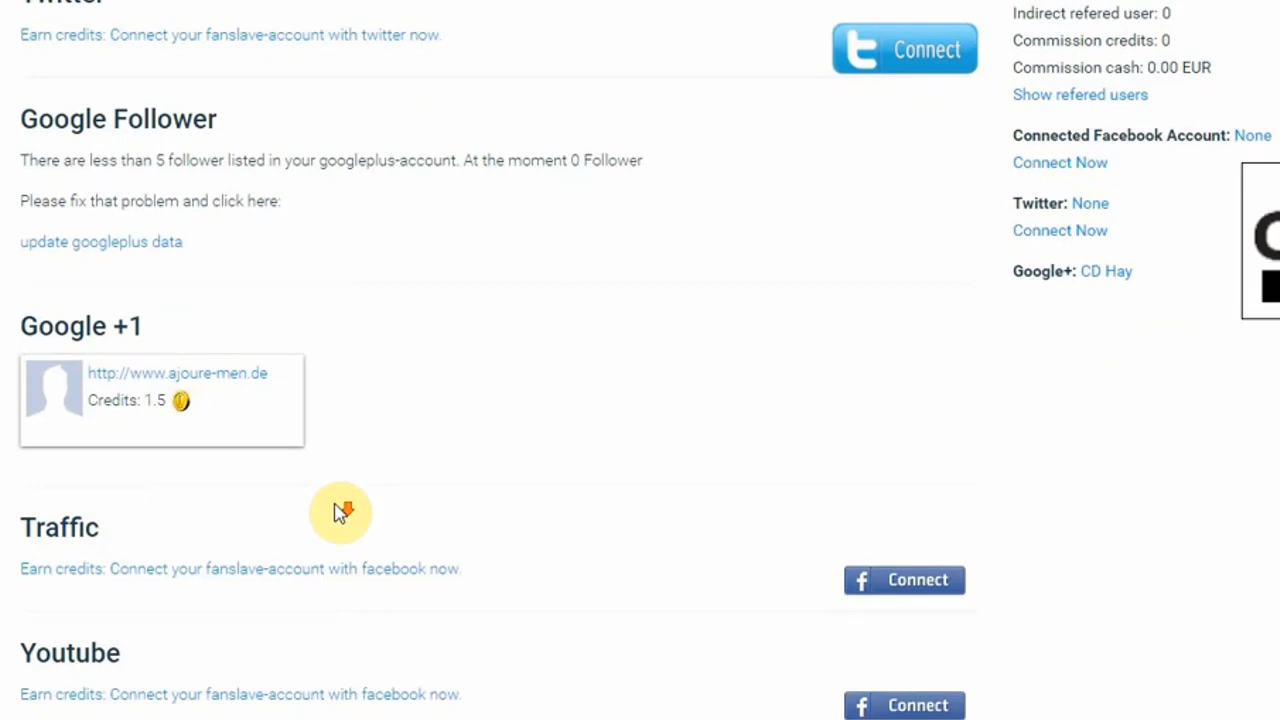 Twitter
Earn credits: Connect your fanslave-account with twitter now.
Connect
Google Follower
There are less than 5 follower listed in your googleplus-account. At the moment 0 Follower
Please fix that problem and click here:
update googleplus data
Google +1
http://www.ajoure-men.de
Credits: 1.5
Traffic
Earn credits: Connect your fanslave-account with facebook now.
f Connect
Youtube
Earn credits: Connect your fanslave-account with facebook now.
f Connect
Indirect refered user: 0
Commission credits: 0
Commission cash: 0.00 EUR
Show refered users
Connected Facebook Account: None
Connect Now
Twitter: None
Connect Now
Google+: CD Hay